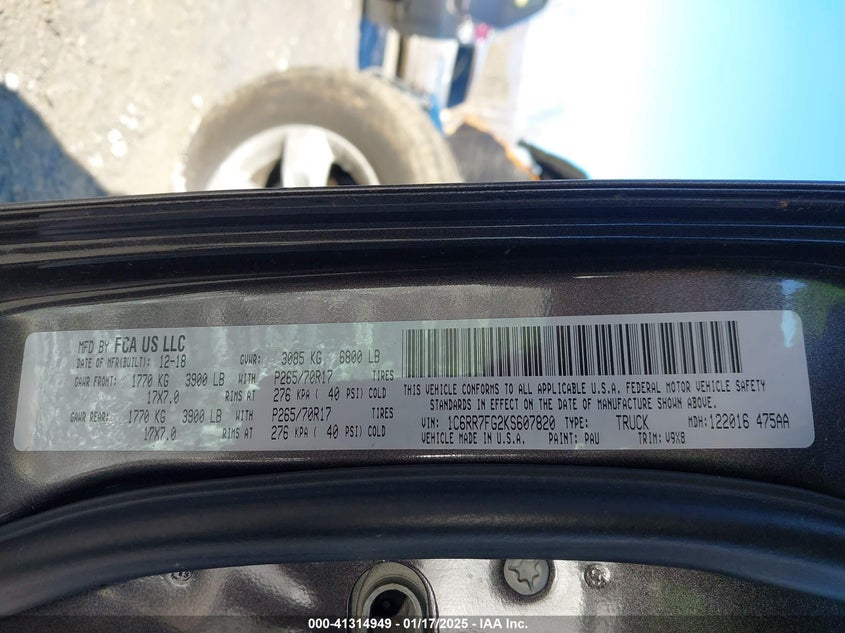 MFD BY FCA US LLC
DATE OF MFR(BUILT): 12-18 GVWR: 3085 KG 6800 LB
GAWR FRONT: 1770 KG 3900 LB WITH P265/70R17 TIRES
17X7.0 RIMS AT 276 KPA ( 40 PSI) COLD
GAWR REAR: 1770 KG 3900 LB WITH P265/70R17 TIRES
17X7.0 RIMS AT 276 KPA ( 40 PSI) COLD
THIS VEHICLE CONFORMS TO ALL APPLICABLE U.S.A. FEDERAL MOTOR VEHICLE SAFETY
STANDARDS IN EFFECT ON THE DATE OF MANUFACTURE SHOWN ABOVE.
VIN: 1C6RR7FG2KS607820 TYPE: TRUCK MDH: 122016 475AA
VEHICLE MADE IN U.S.A. PAINT: PAU TRIM: V9X8
000-41314949 — 01/17/2025 — IAA, Inc.